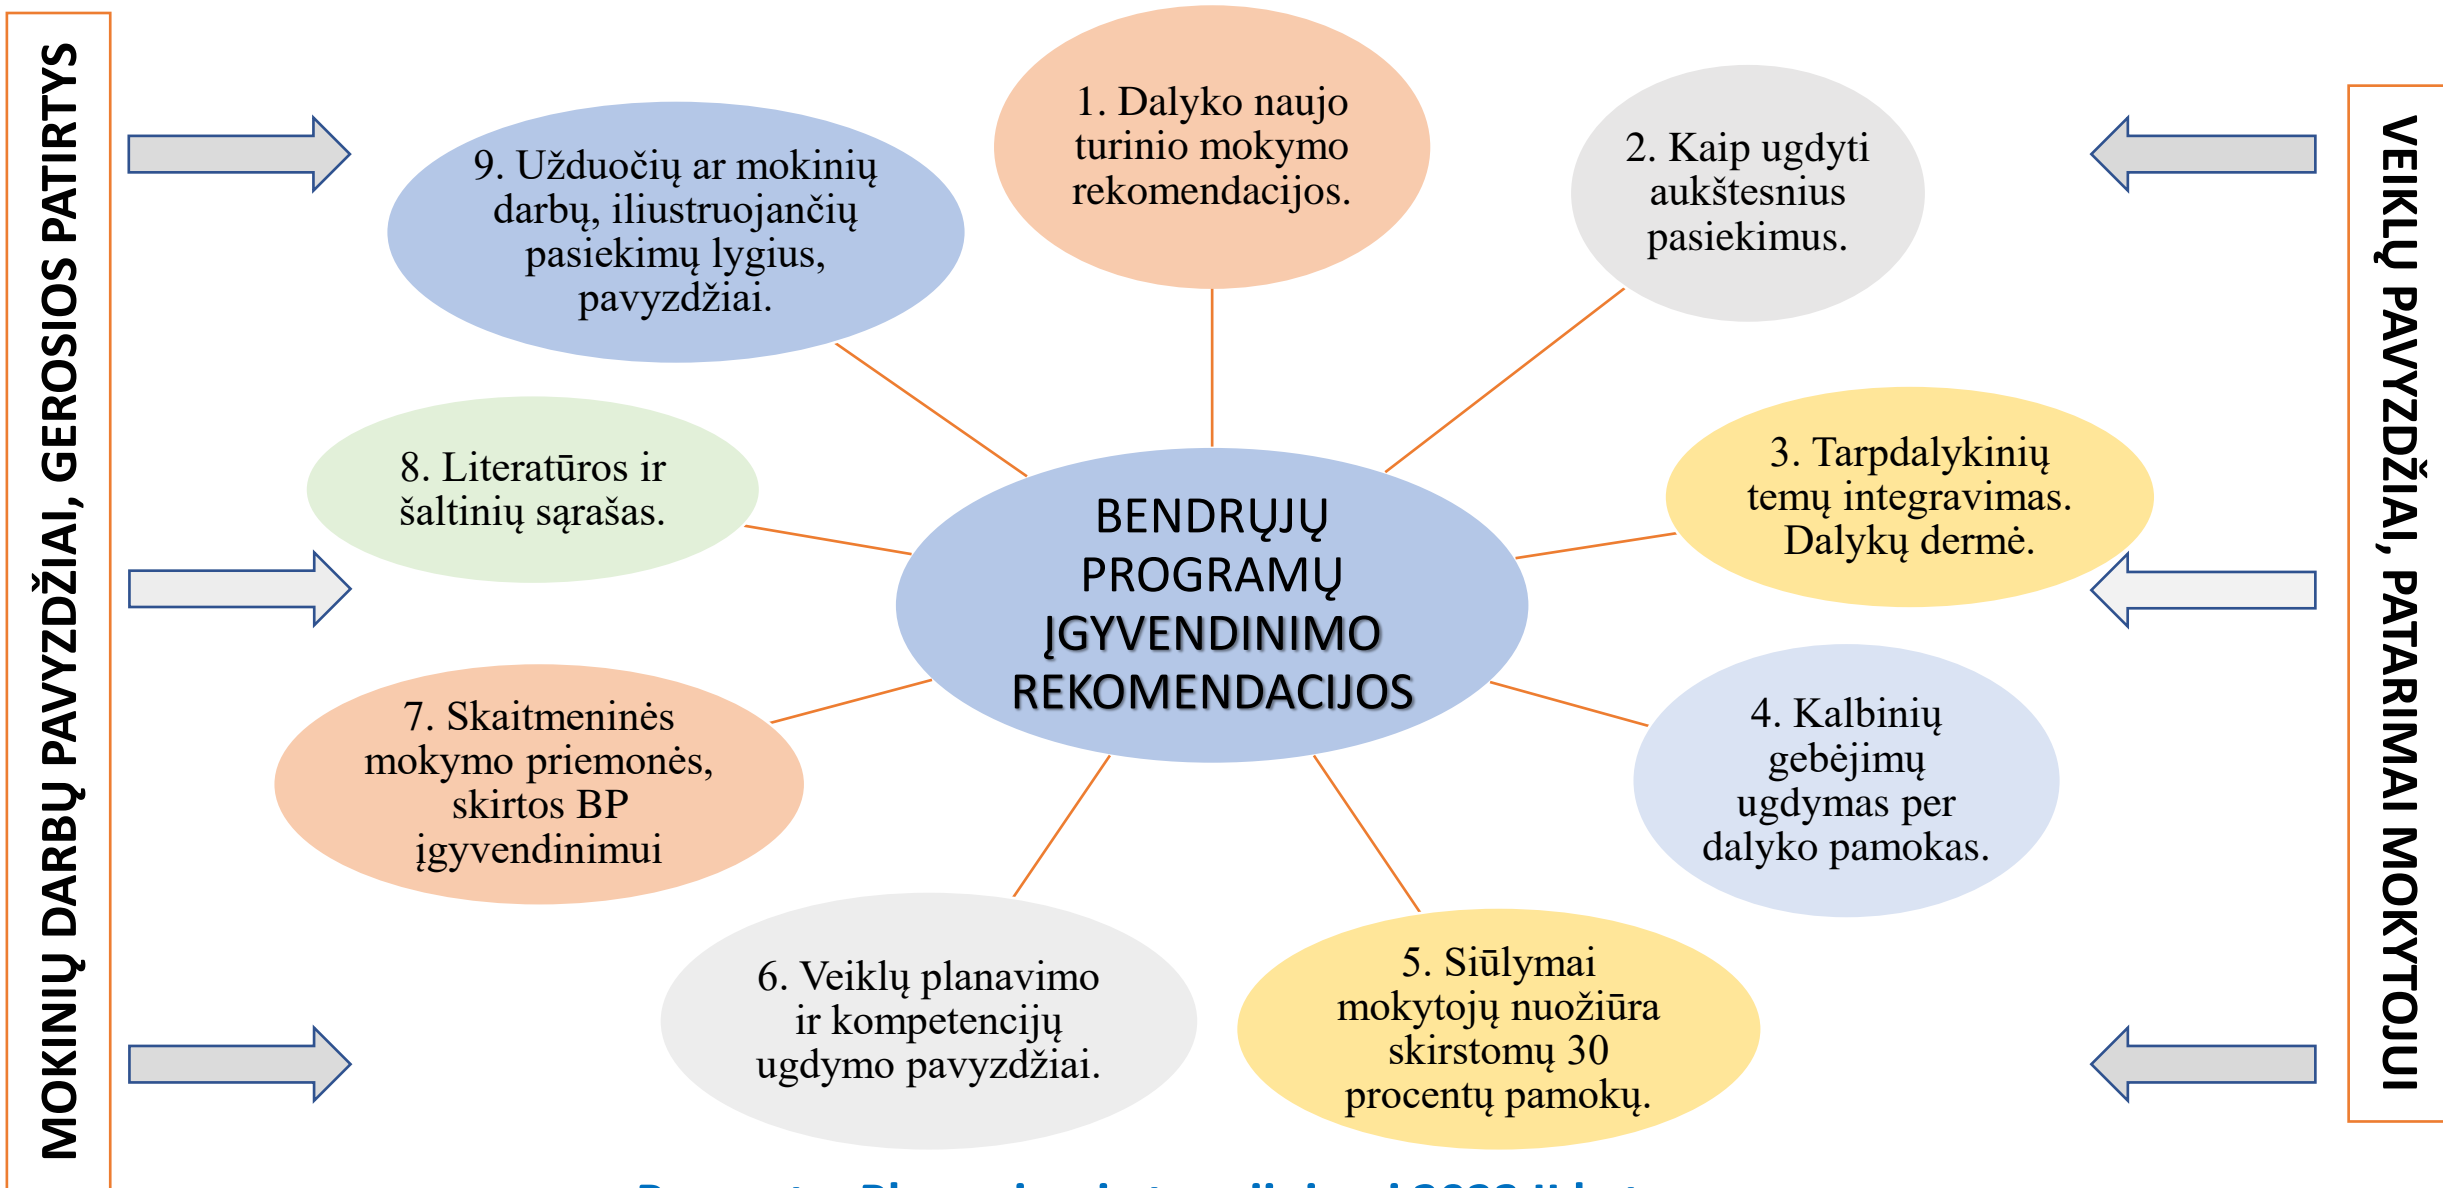 MOKINIŲ DARBŲ PAVYZDŽIAI, GEROSIOS PATIRTYS
1. Dalyko naujo
turinio mokymo
rekomendacijos.
2. Kaip ugdyti
aukštesnius
pasiekimus.
3. Tarpdalykinių
temų integravimas.
Dalykų dermė.
4. Kalbinių
gebėjimų
ugdymas per
dalyko pamokas.
5. Siūlymai
mokytojų nuožiūra
skirstomų 30
procentų pamokų.
6. Veiklų planavimo
ir kompetencijų
ugdymo pavyzdžiai.
7. Skaitmeninės
mokymo priemonės,
skirtos BP
įgyvendinimui
8. Literatūros ir
šaltinių sąrašas.
9. Užduočių ar mokinių
darbų, iliustruojančių
pasiekimų lygius,
pavyzdžiai.
BENDRŲJŲ
PROGRAMŲ
ĮGYVENDINIMO
REKOMENDACIJOS
VEIKLŲ PAVYZDŽIAI, PATARIMAI MOKYTOJUI